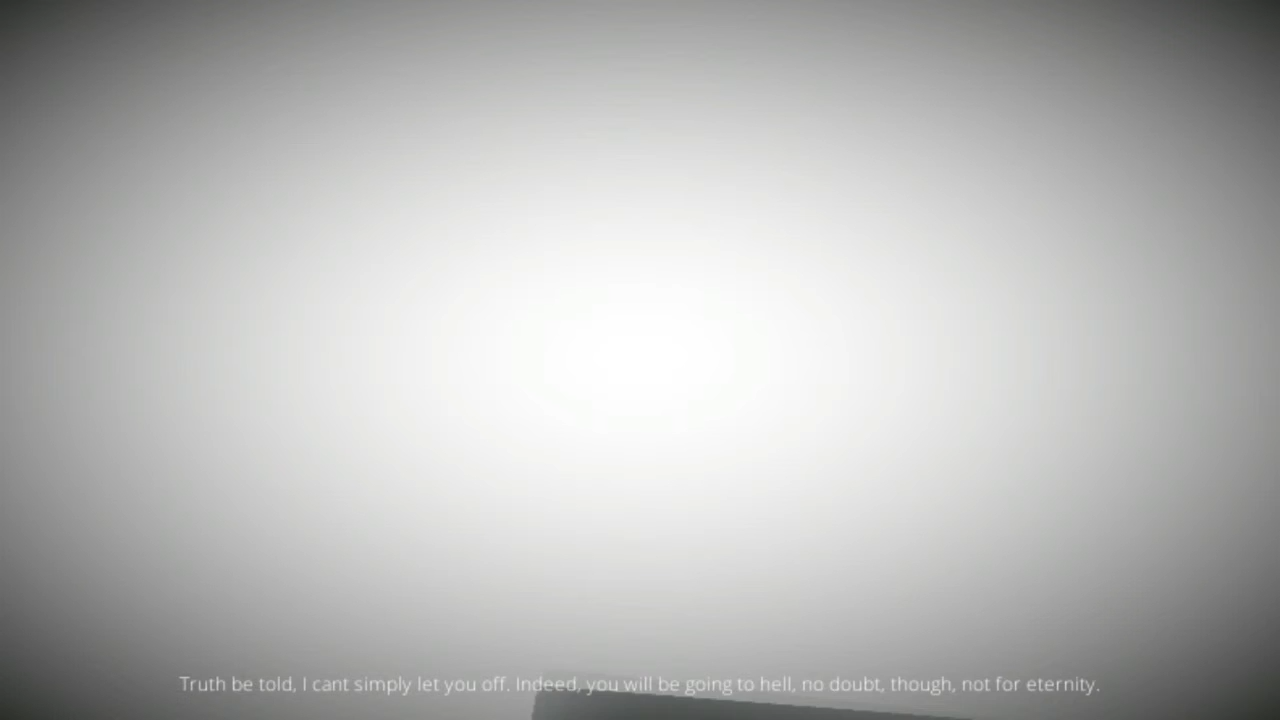 Truth be told, I cant simply let you off. Indeed, you will be going to hell, no doubt, though, not for eternity.